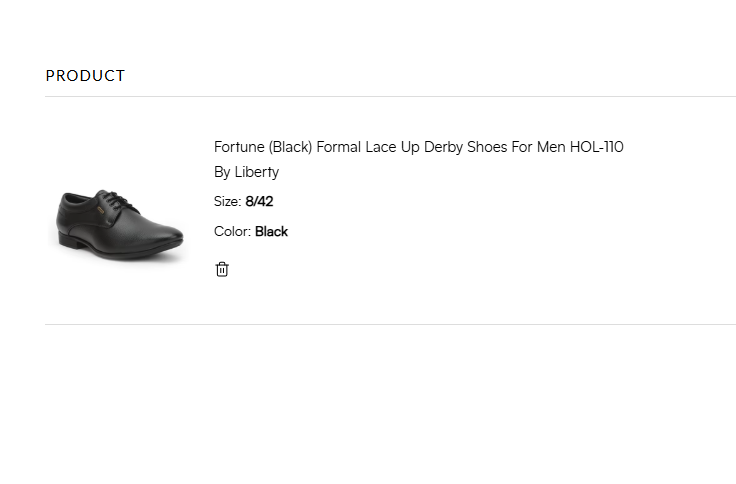 PRODUCT
Fortune (Black) Formal Lace Up Derby Shoes For Men HOL-110
By Liberty
Size: 8/42
Color: Black